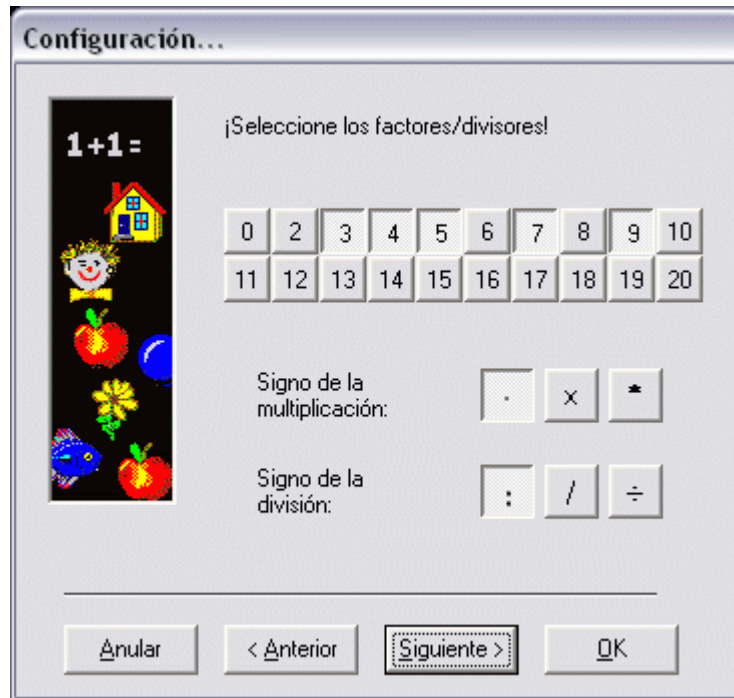 Configuración...
1+1=
¡Seleccione los factores/divisores!
0 2 3 4 5 6 7 8 9 10
11 12 13 14 15 16 17 18 19 20
Signo de la
multiplicación:
· x *
Signo de la
división:
: / ÷
Anular < Anterior Siguiente > OK